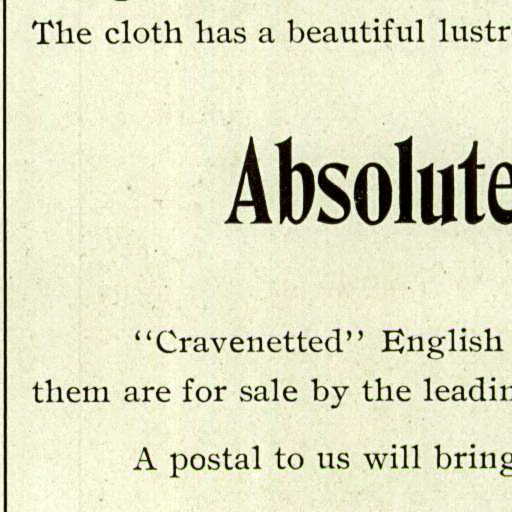 The cloth has a beautiful lustr
Absolute
“Cravenetted” English
them are for sale by the leadin
A postal to us will bring